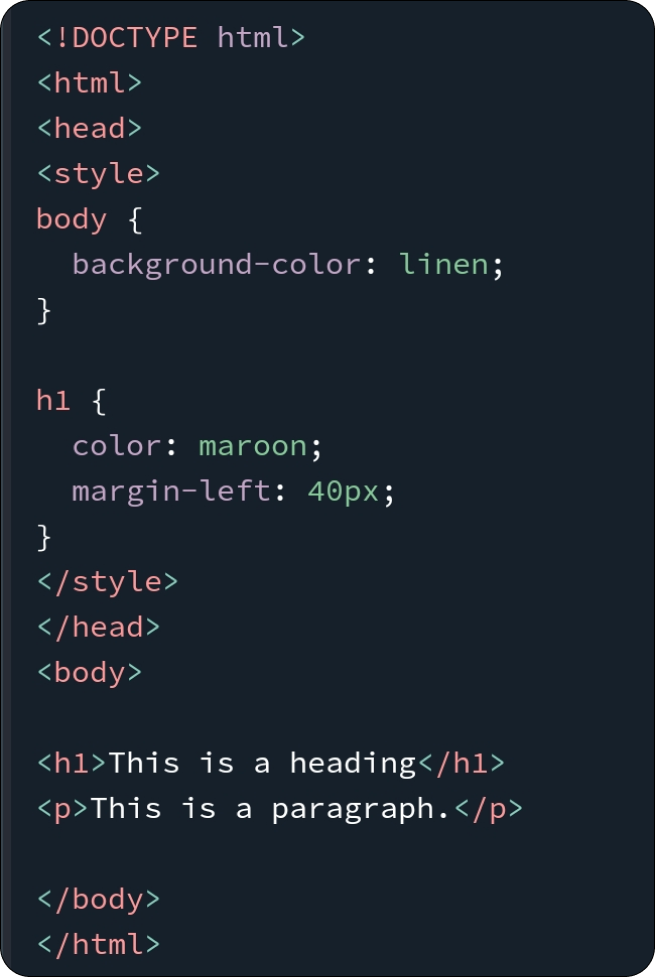 <!DOCTYPE html>
<html>
<head>
<style>
body {
  background-color: linen;
}

h1 {
  color: maroon;
  margin-left: 40px;
}
</style>
</head>
<body>

<h1>This is a heading</h1>
<p>This is a paragraph.</p>

</body>
</html>